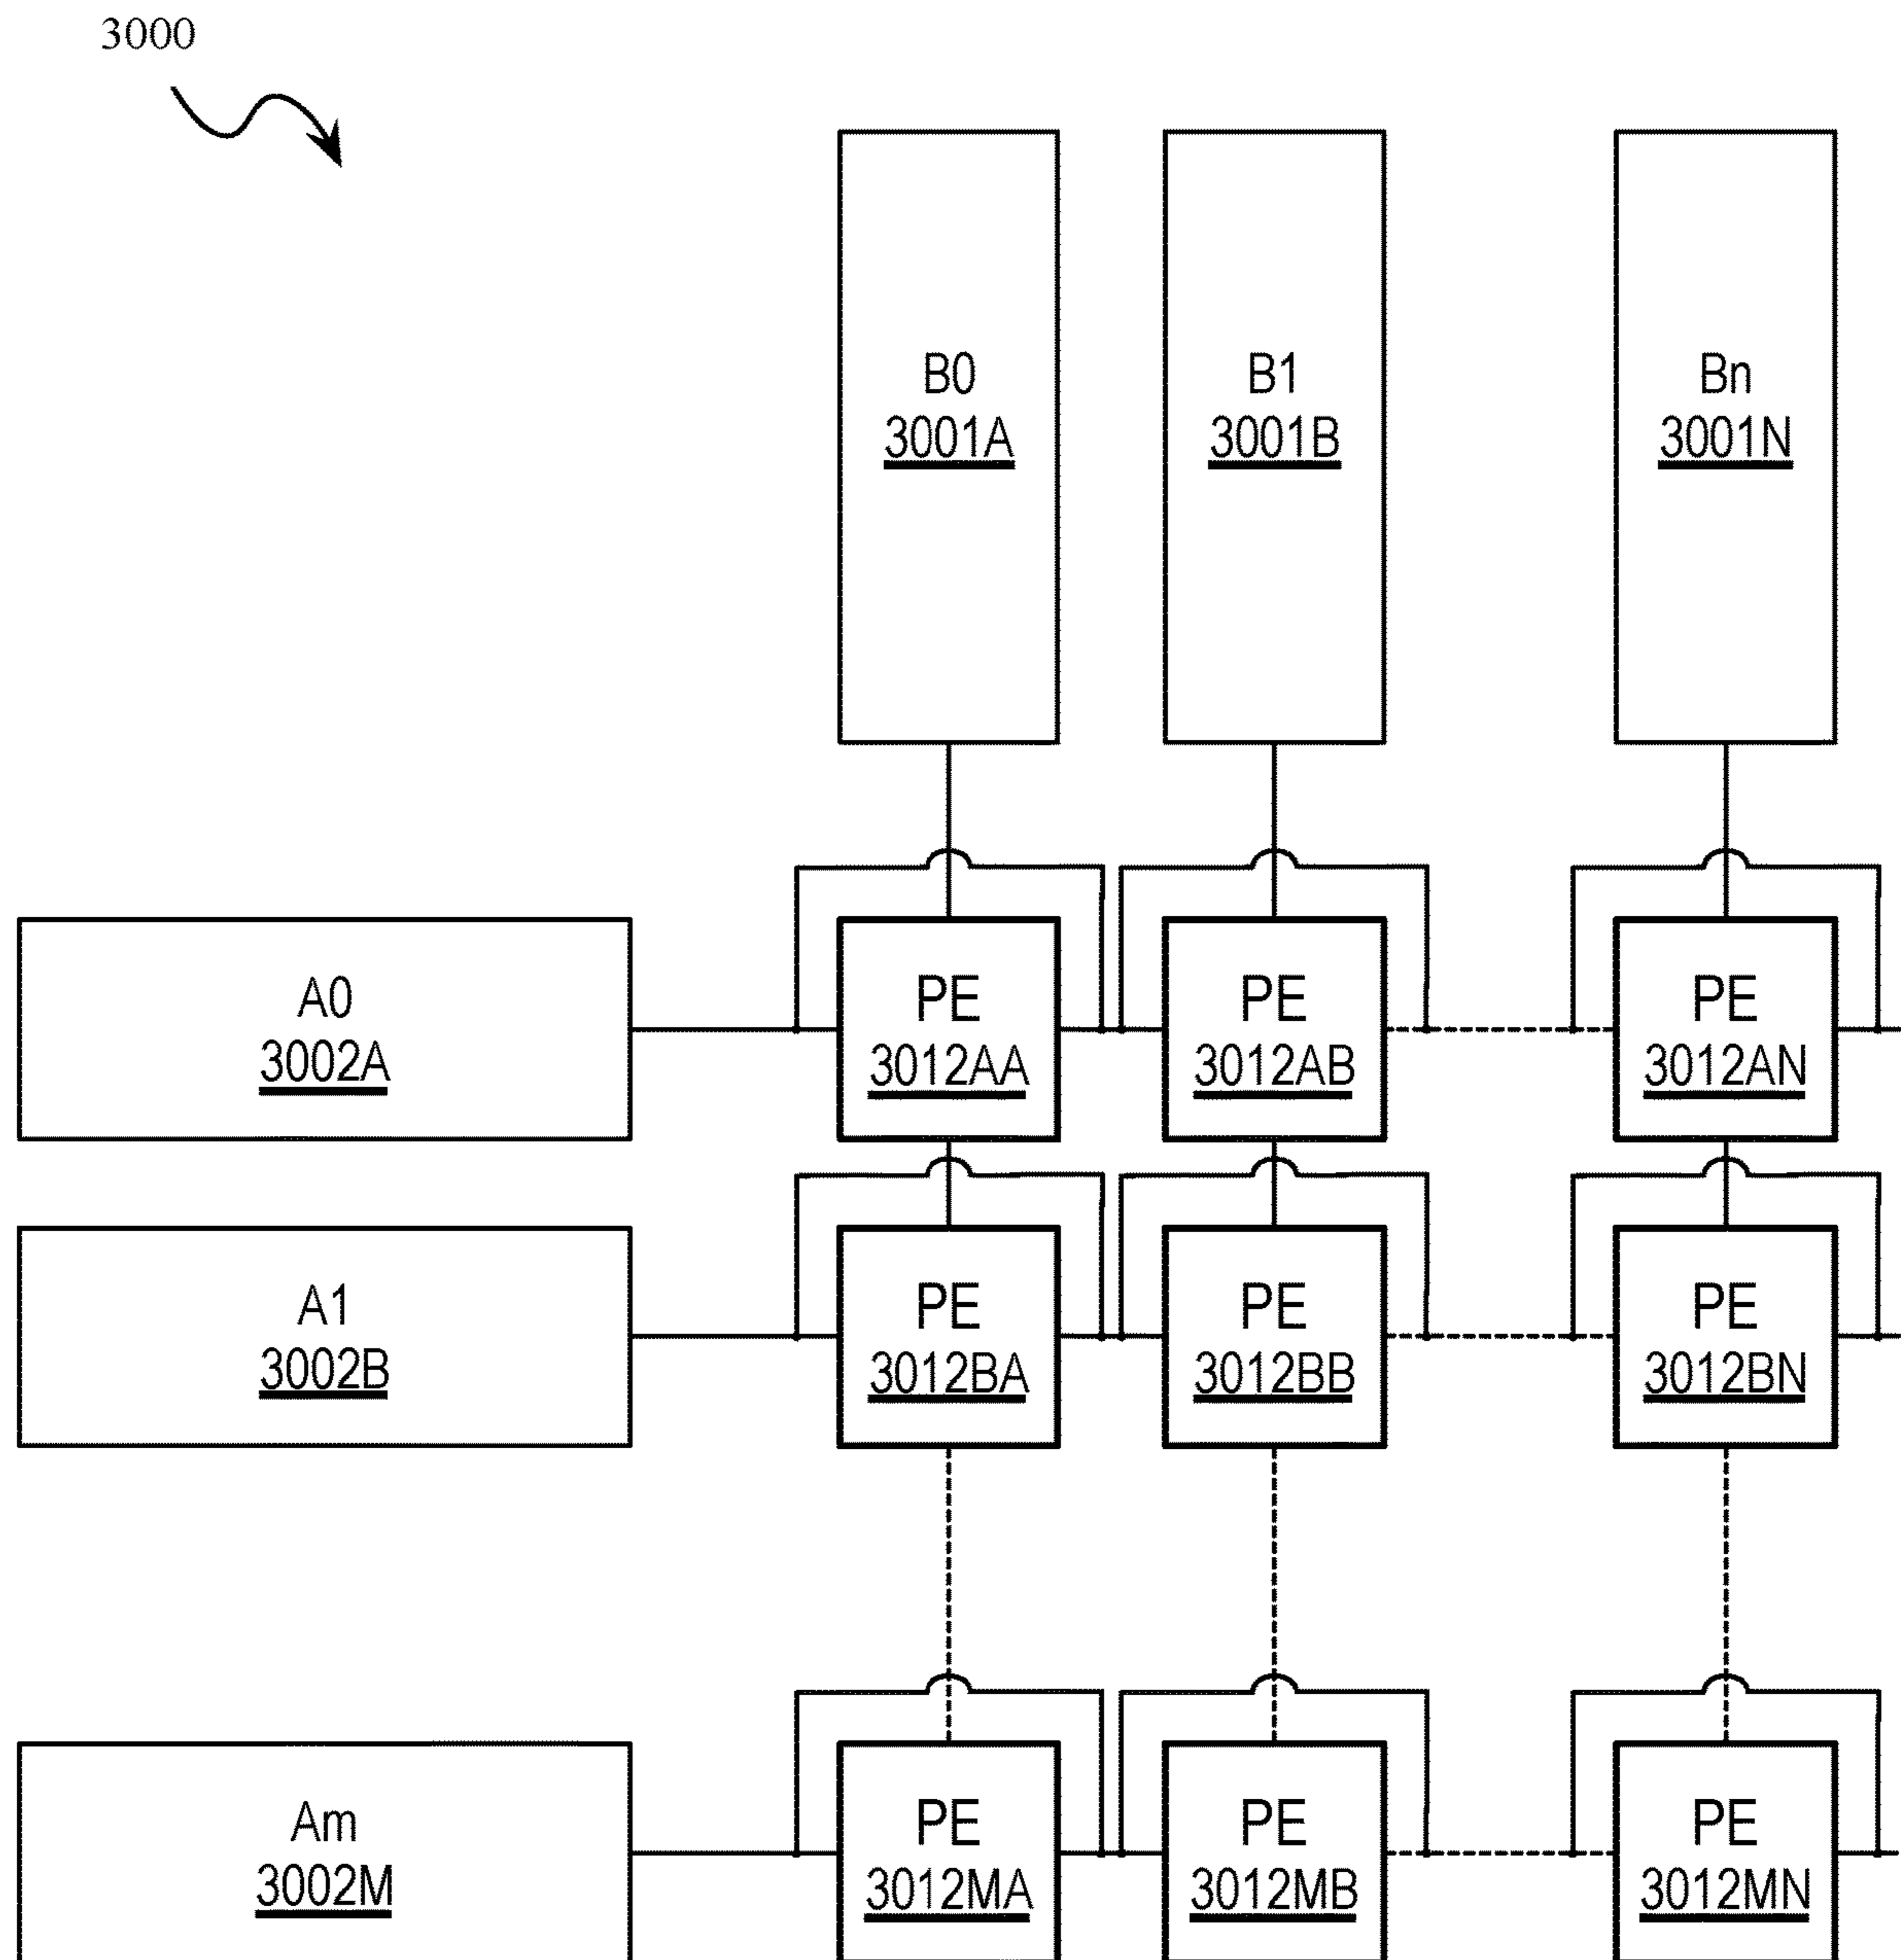 3000
B0
3001A
B1
3001B
Bn
3001N
A0
3002A
PE
3012AA
PE
3012AB
PE
3012AN
A1
3002B
PE
3012BA
PE
3012BB
PE
3012BN
Am
3002M
PE
3012MA
PE
3012MB
PE
3012MN